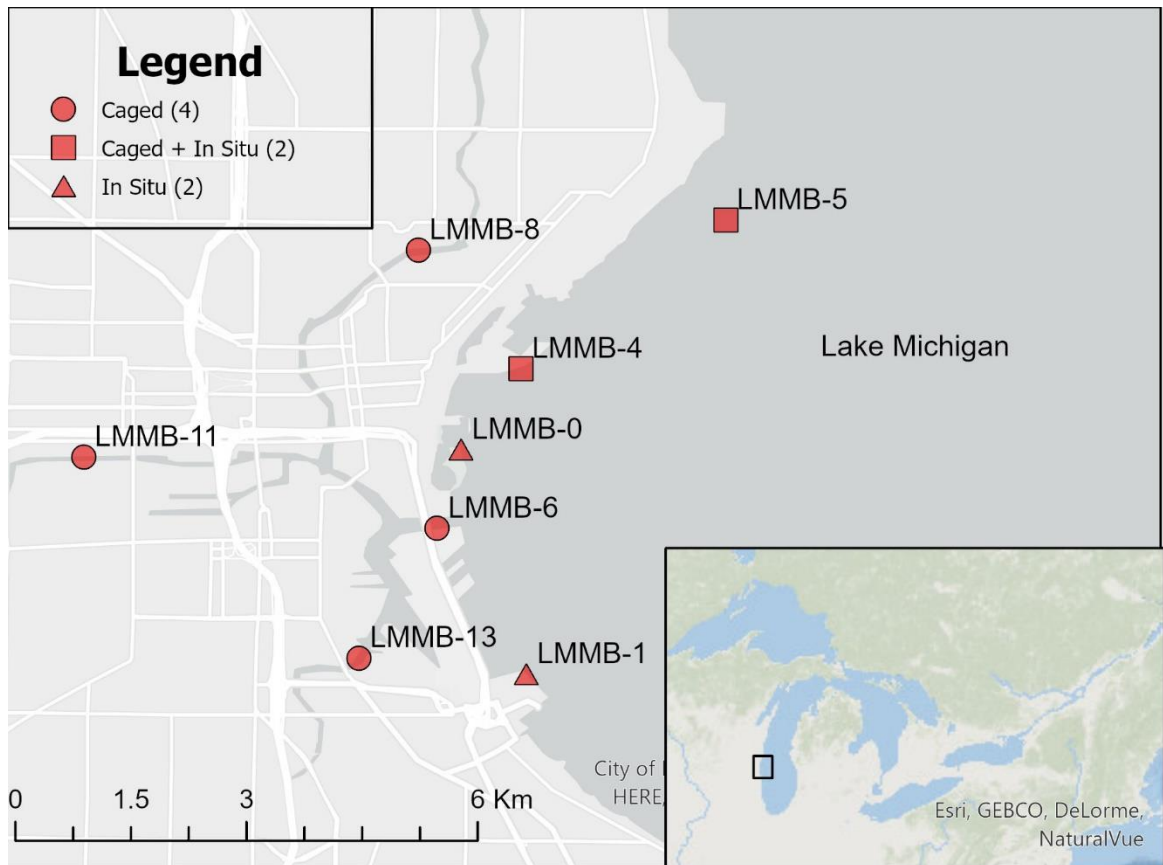 Legend
Caged (4)
Caged + In Situ (2)
In Situ (2)
LMMB-5
LMMB-8
LMMB-4
Lake Michigan
LMMB-0
LMMB-11
LMMB-6
LMMB-13
LMMB-1
City of
HERE,
0 1.5 3 6 Km
Esri, GEBCO, DeLorme,
NaturalVue